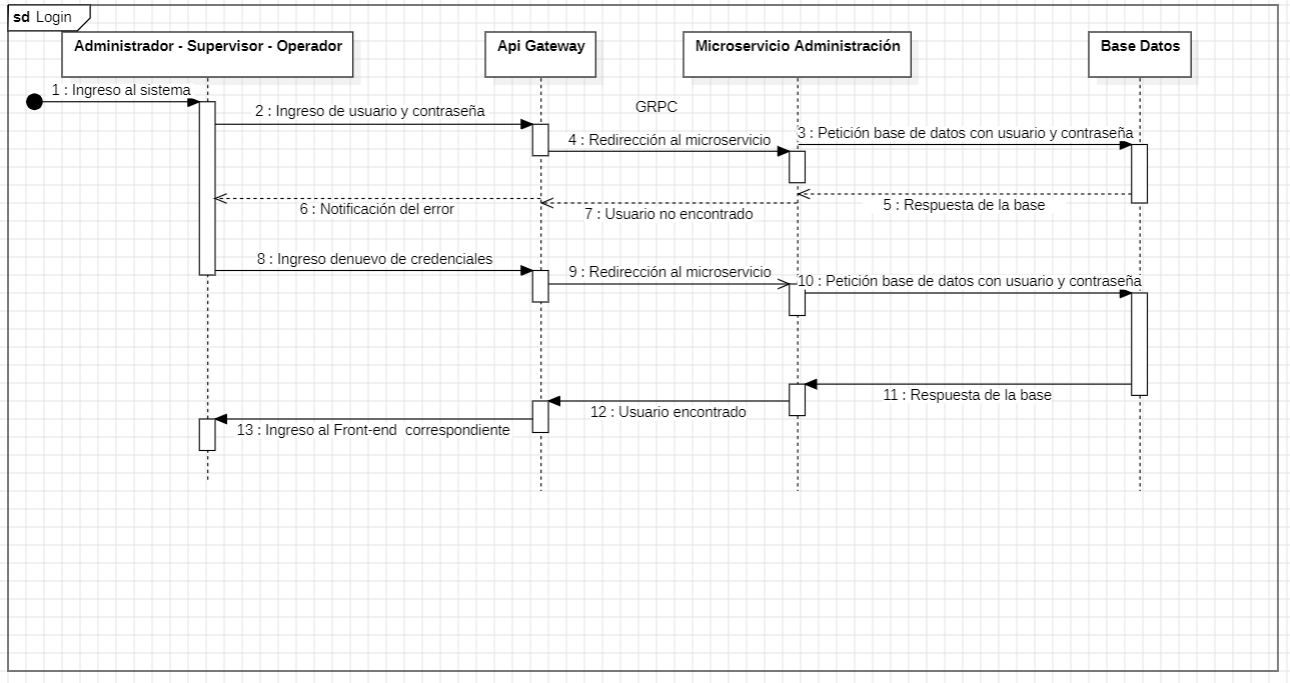 sd Login
Administrador - Supervisor - Operador
Api Gateway
Microservicio Administración
Base Datos
1 : Ingreso al sistema
2 : Ingreso de usuario y contraseña
GRPC
3 : Petición base de datos con usuario y contraseña
4 : Redirección al microservicio
5 : Respuesta de la base
6 : Notificación del error
7 : Usuario no encontrado
8 : Ingreso denuevo de credenciales
9 : Redirección al microservicio
10 : Petición base de datos con usuario y contraseña
11 : Respuesta de la base
12 : Usuario encontrado
13 : Ingreso al Front-end  correspondiente